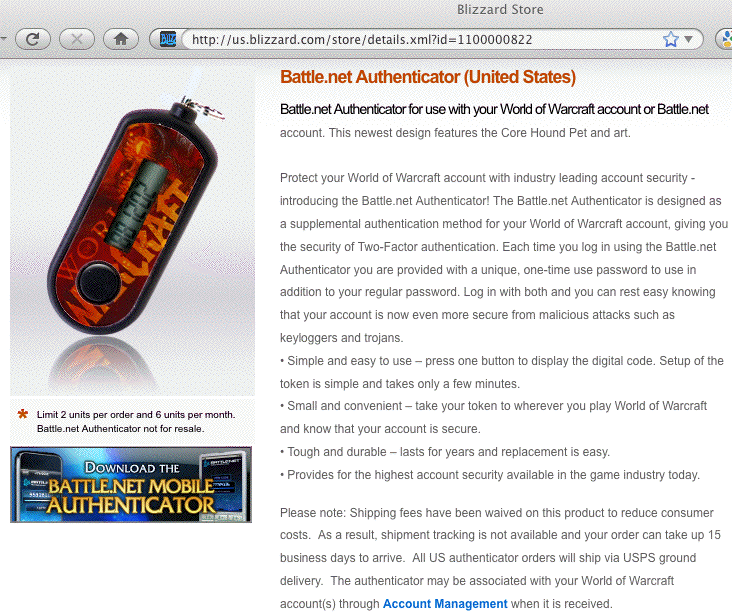 Blizzard Store
http://us.blizzard.com/store/details.xml?id=1100000822
Battle.net Authenticator (United States)
Battle.net Authenticator for use with your World of Warcraft account or Battle.net
account. This newest design features the Core Hound Pet and art.
Protect your World of Warcraft account with industry leading account security -
introducing the Battle.net Authenticator! The Battle.net Authenticator is designed as
a supplemental authentication method for your World of Warcraft account, giving you
the security of Two-Factor authentication. Each time you log in using the Battle.net
Authenticator you are provided with a unique, one-time use password to use in
addition to your regular password. Log in with both and you can rest easy knowing
that your account is now even more secure from malicious attacks such as
keyloggers and trojans.
• Simple and easy to use – press one button to display the digital code. Setup of the
token is simple and takes only a few minutes.
• Small and convenient – take your token to wherever you play World of Warcraft
and know that your account is secure.
• Tough and durable – lasts for years and replacement is easy.
• Provides for the highest account security available in the game industry today.
Please note: Shipping fees have been waived on this product to reduce consumer
costs. As a result, shipment tracking is not available and your order can take up 15
business days to arrive. All US authenticator orders will ship via USPS ground
delivery. The authenticator may be associated with your World of Warcraft
account(s) through Account Management when it is received.
WORLD
WARCRAFT
* Limit 2 units per order and 6 units per month.
Battle.net Authenticator not for resale.
DOWNLOAD THE
BATTLE.NET MOBILE
AUTHENTICATOR